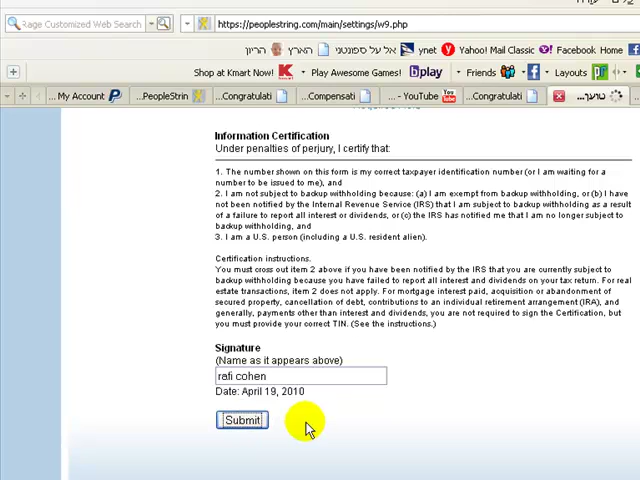 Rage Customized Web Search
https://peoplestring.com/main/settings/w9.php
הריון הארץ אל על ספונטני ynet Yahoo! Mail Classic Facebook Home
Shop at Kmart Now! Play Awesome Games! bplay Friends Layouts
My Account PeopleStrin Congratulati Compensati - YouTube Congratulati טוען
Information Certification
Under penalties of perjury, I certify that:
1. The number shown on this form is my correct taxpayer identification number (or I am waiting for a
number to be issued to me), and
2. I am not subject to backup withholding because: (a) I am exempt from backup withholding, or (b) I have
not been notified by the Internal Revenue Service (IRS) that I am subject to backup withholding as a result
of a failure to report all interest or dividends, or (c) the IRS has notified me that I am no longer subject to
backup withholding, and
3. I am a U.S. person (including a U.S. resident alien).
Certification instructions.
You must cross out item 2 above if you have been notified by the IRS that you are currently subject to
backup withholding because you have failed to report all interest and dividends on your tax return. For real
estate transactions, item 2 does not apply. For mortgage interest paid, acquisition or abandonment of
secured property, cancellation of debt, contributions to an individual retirement arrangement (IRA), and
generally, payments other than interest and dividends, you are not required to sign the Certification, but
you must provide your correct TIN. (See the instructions.)
Signature
(Name as it appears above)
rafi cohen
Date: April 19, 2010
Submit